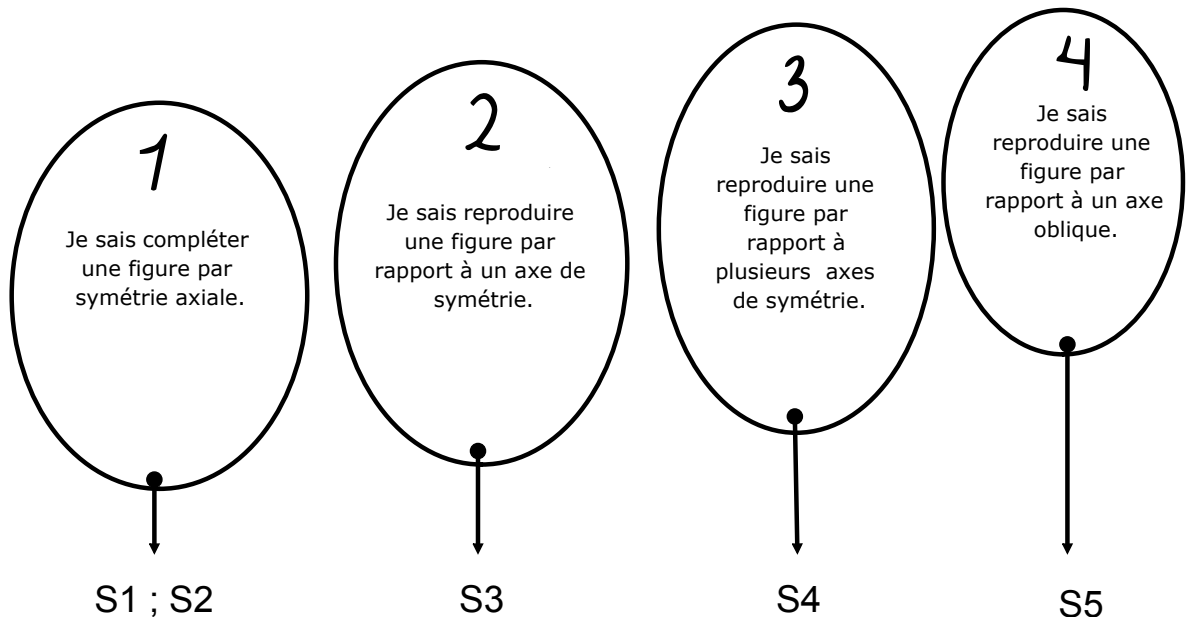 1
Je sais compléter
une figure par
symétrie axiale.
S1 ; S2
2
Je sais reproduire
une figure par
rapport à un axe de
symétrie.
S3
3
Je sais
reproduire une
figure par
rapport à
plusieurs axes
de symétrie.
S4
4
Je sais
reproduire une
figure par
rapport à un axe
oblique.
S5